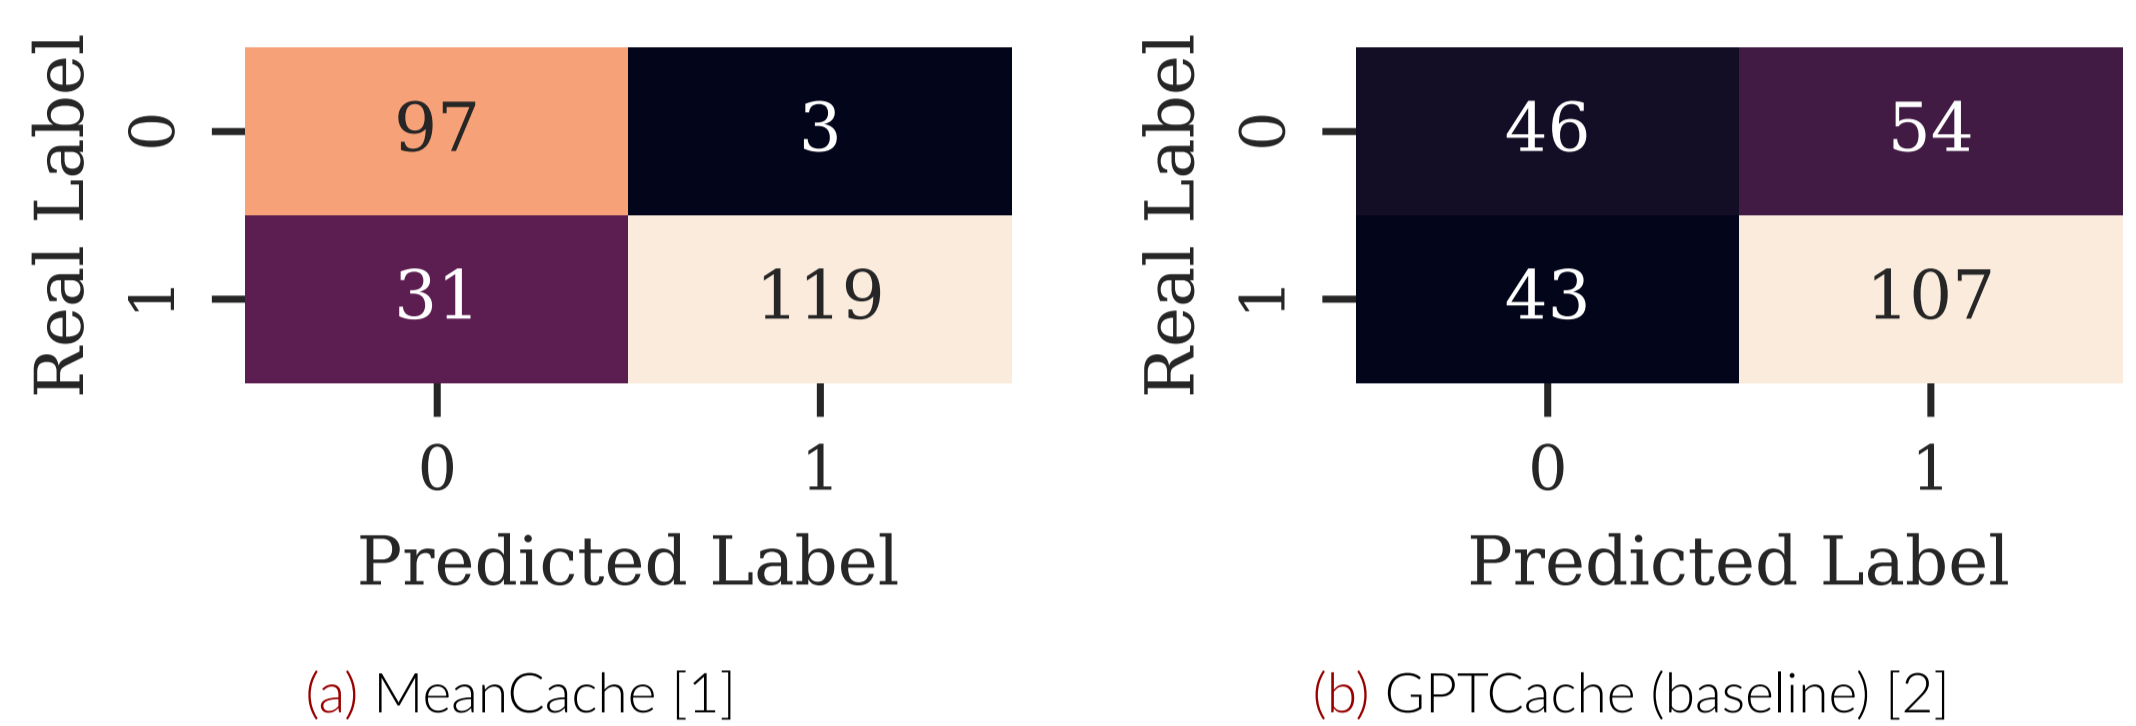 Real Label
0
1
97
3
31
119
0
1
Predicted Label
(a) MeanCache [1]
Real Label
0
1
46
54
43
107
0
1
Predicted Label
(b) GPTCache (baseline) [2]